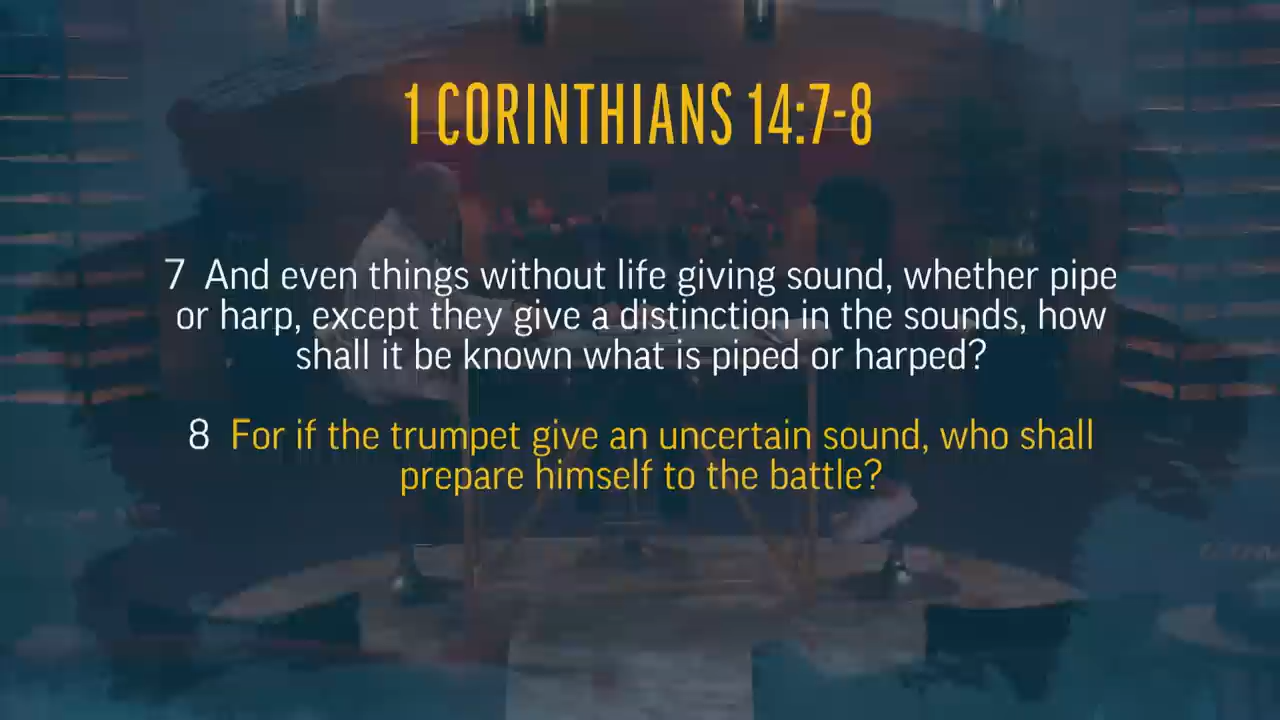 1 CORINTHIANS 14:7-8
7 And even things without life giving sound, whether pipe
or harp, except they give a distinction in the sounds, how
shall it be known what is piped or harped?
8 For if the trumpet give an uncertain sound, who shall
prepare himself to the battle?